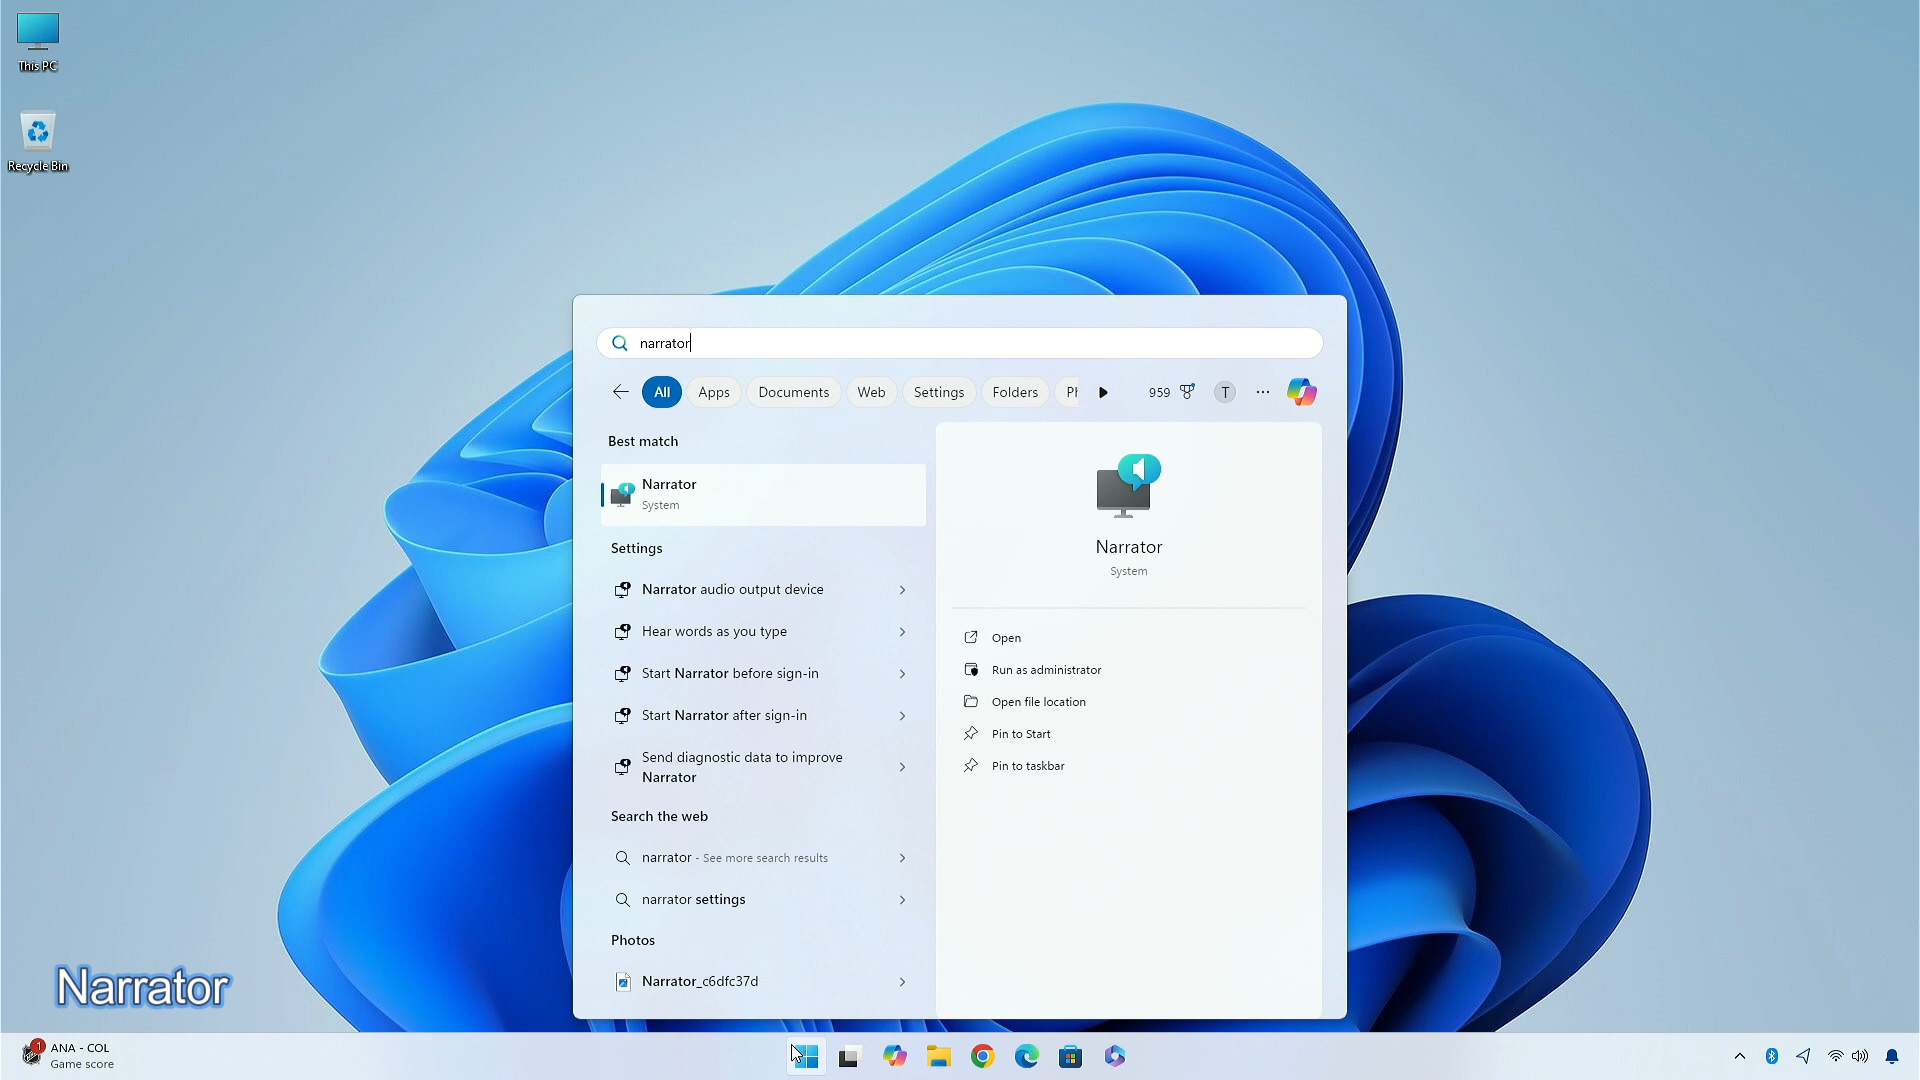 This PC
Recycle Bin
narrator
All
Apps
Documents
Web
Settings
Folders
959
T
Best match
Narrator
System
Settings
Narrator audio output device
Hear words as you type
Start Narrator before sign-in
Start Narrator after sign-in
Send diagnostic data to improve
Narrator
Search the web
narrator - See more search results
narrator settings
Photos
Narrator_c6dfc37d
Narrator
System
Open
Run as administrator
Open file location
Pin to Start
Pin to taskbar
Narrator
1
ANA - COL
Game score